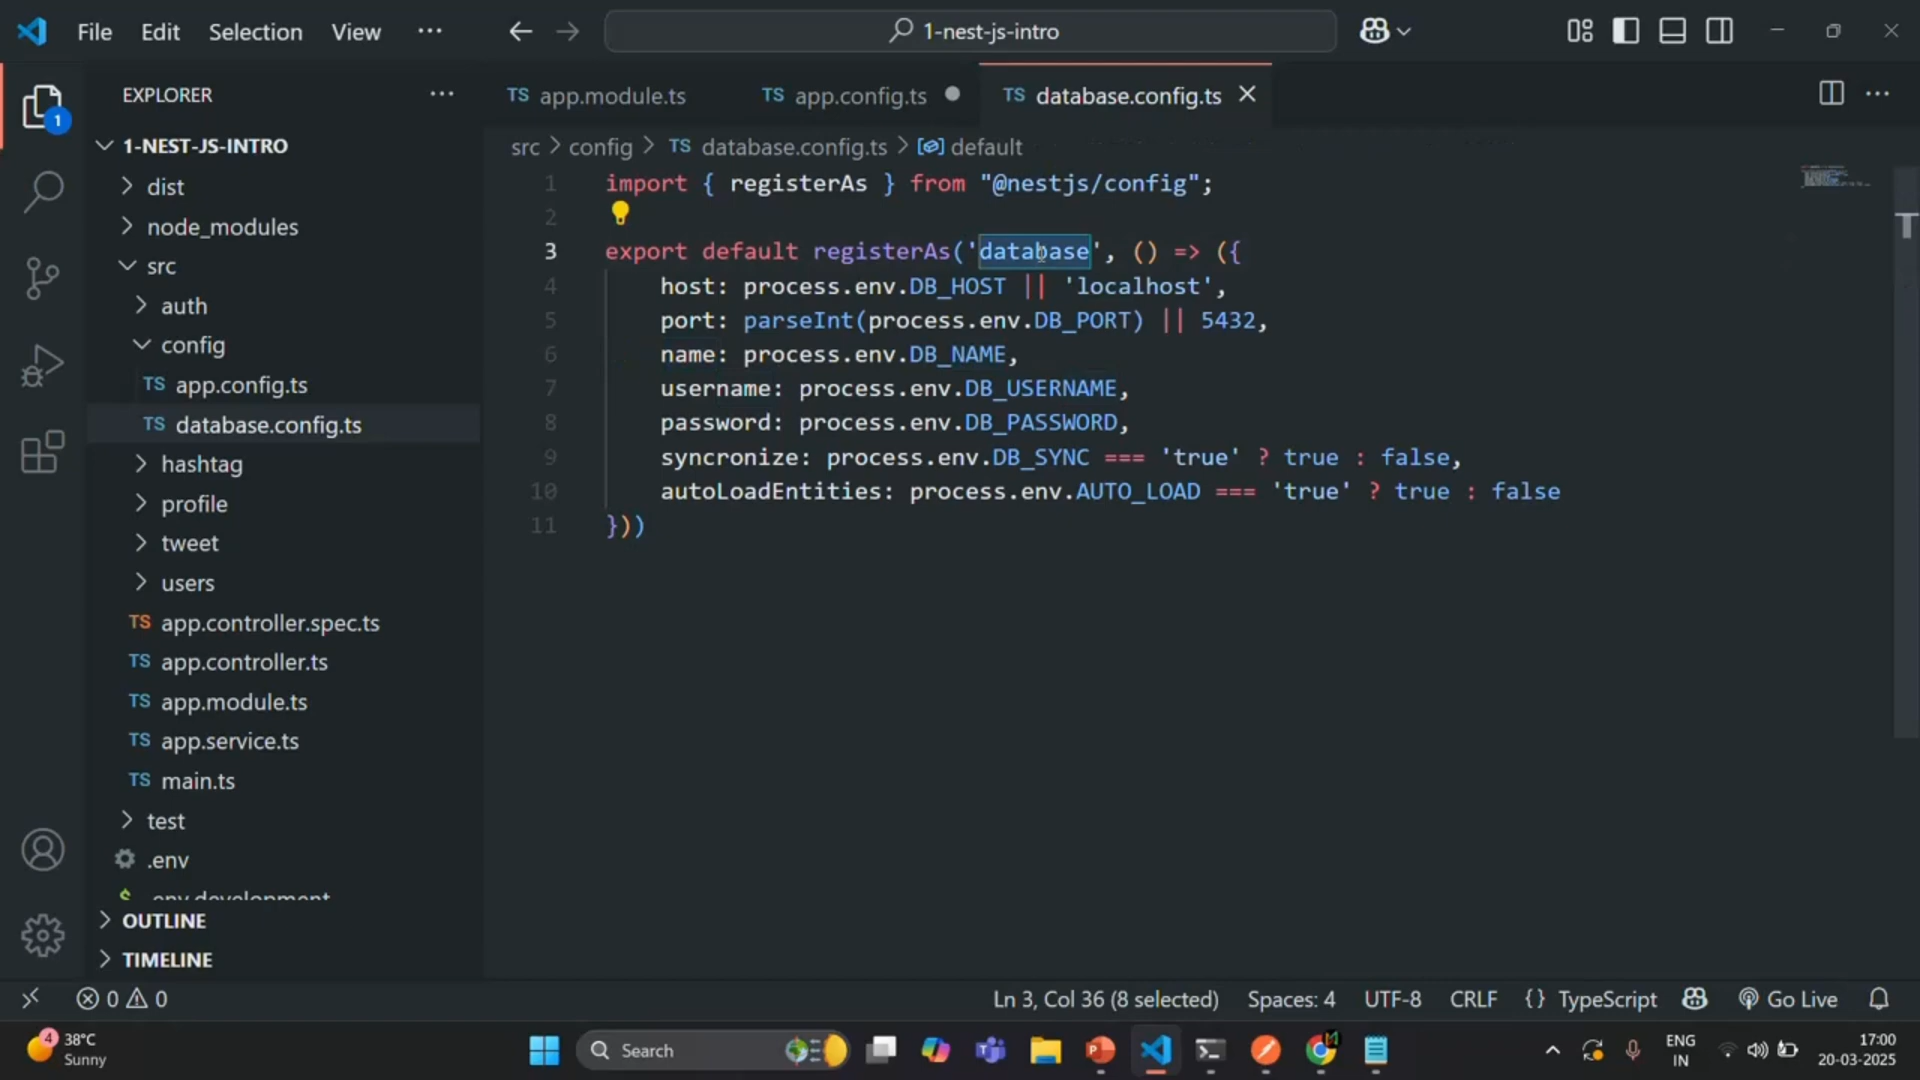 File Edit Selection View ···
1-nest-js-intro
EXPLORER ···
1
1-NEST-JS-INTRO
dist
node_modules
src
auth
config
TS app.config.ts
TS database.config.ts
hashtag
profile
tweet
users
TS app.controller.spec.ts
TS app.controller.ts
TS app.module.ts
TS app.service.ts
TS main.ts
test
.env
$ .env.development
OUTLINE
TIMELINE
TS app.module.ts TS app.config.ts TS database.config.ts
src > config > TS database.config.ts > default
1 import { registerAs } from "@nestjs/config";
2
3 export default registerAs('database', () => ({
4 host: process.env.DB_HOST || 'localhost',
5 port: parseInt(process.env.DB_PORT) || 5432,
6 name: process.env.DB_NAME,
7 username: process.env.DB_USERNAME,
8 password: process.env.DB_PASSWORD,
9 syncronize: process.env.DB_SYNC === 'true' ? true : false,
10 autoLoadEntities: process.env.AUTO_LOAD === 'true' ? true : false
11 }))
0 0
Ln 3, Col 36 (8 selected) Spaces: 4 UTF-8 CRLF {} TypeScript Go Live
4
38°C
Sunny
Search
ENG
IN
17:00
20-03-2025